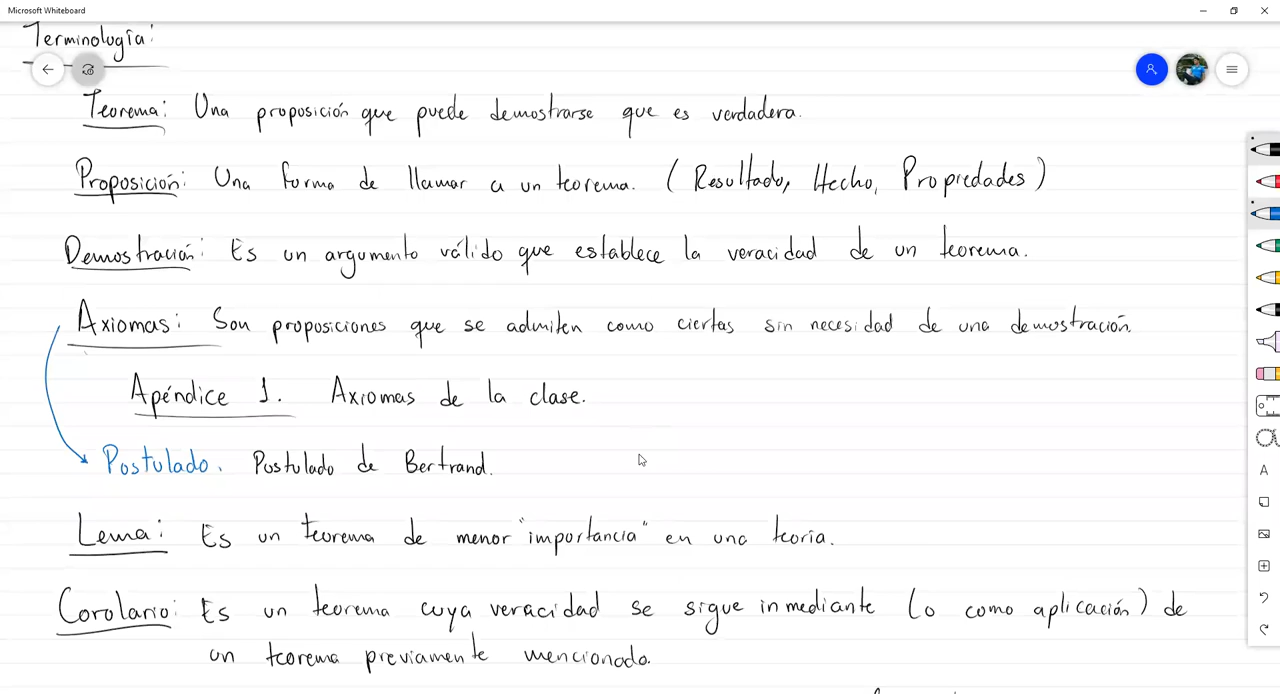 Microsoft Whiteboard
Terminología:
Teorema: Una proposición que puede demostrarse que es verdadera.
Proposición: Una forma de llamar a un teorema. (Resultado, Hecho, Propiedades)
Demostración: Es un argumento válido que establece la veracidad de un teorema.
Axiomas: Son proposiciones que se admiten como ciertas sin necesidad de una demostración.
Apéndice 1. Axiomas de la clase.
Postulado. Postulado de Bertrand.
Lema: Es un teorema de menor "importancia" en una teoría.
Corolario: Es un teorema cuya veracidad se sigue inmediante (o como aplicación) de
un teorema previamente mencionado.